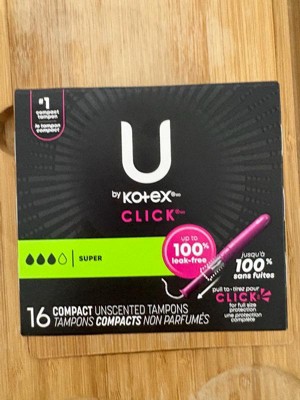 #1
compact
tampon
le tampon
compact
U
by Kotex
CLICK
up to
100%
leak-free
SUPER
jusqu'à
100%
sans fuites
pull to • tirez pour
CLICK
for full size
protection
une protection
complète
16 COMPACT UNSCENTED TAMPONS
TAMPONS COMPACTS NON PARFUMÉS